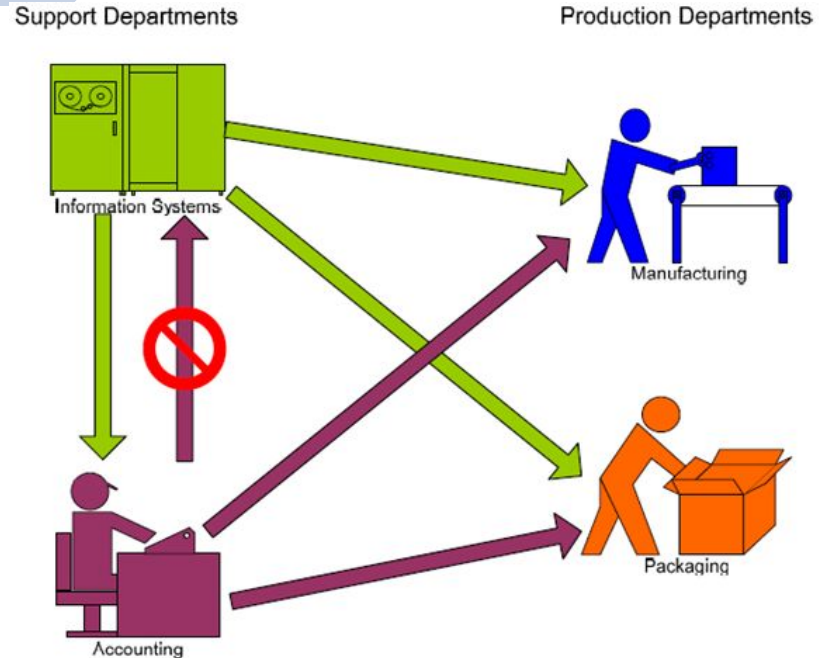 Support Departments
Production Departments
Information Systems
Manufacturing
Packaging
Accounting